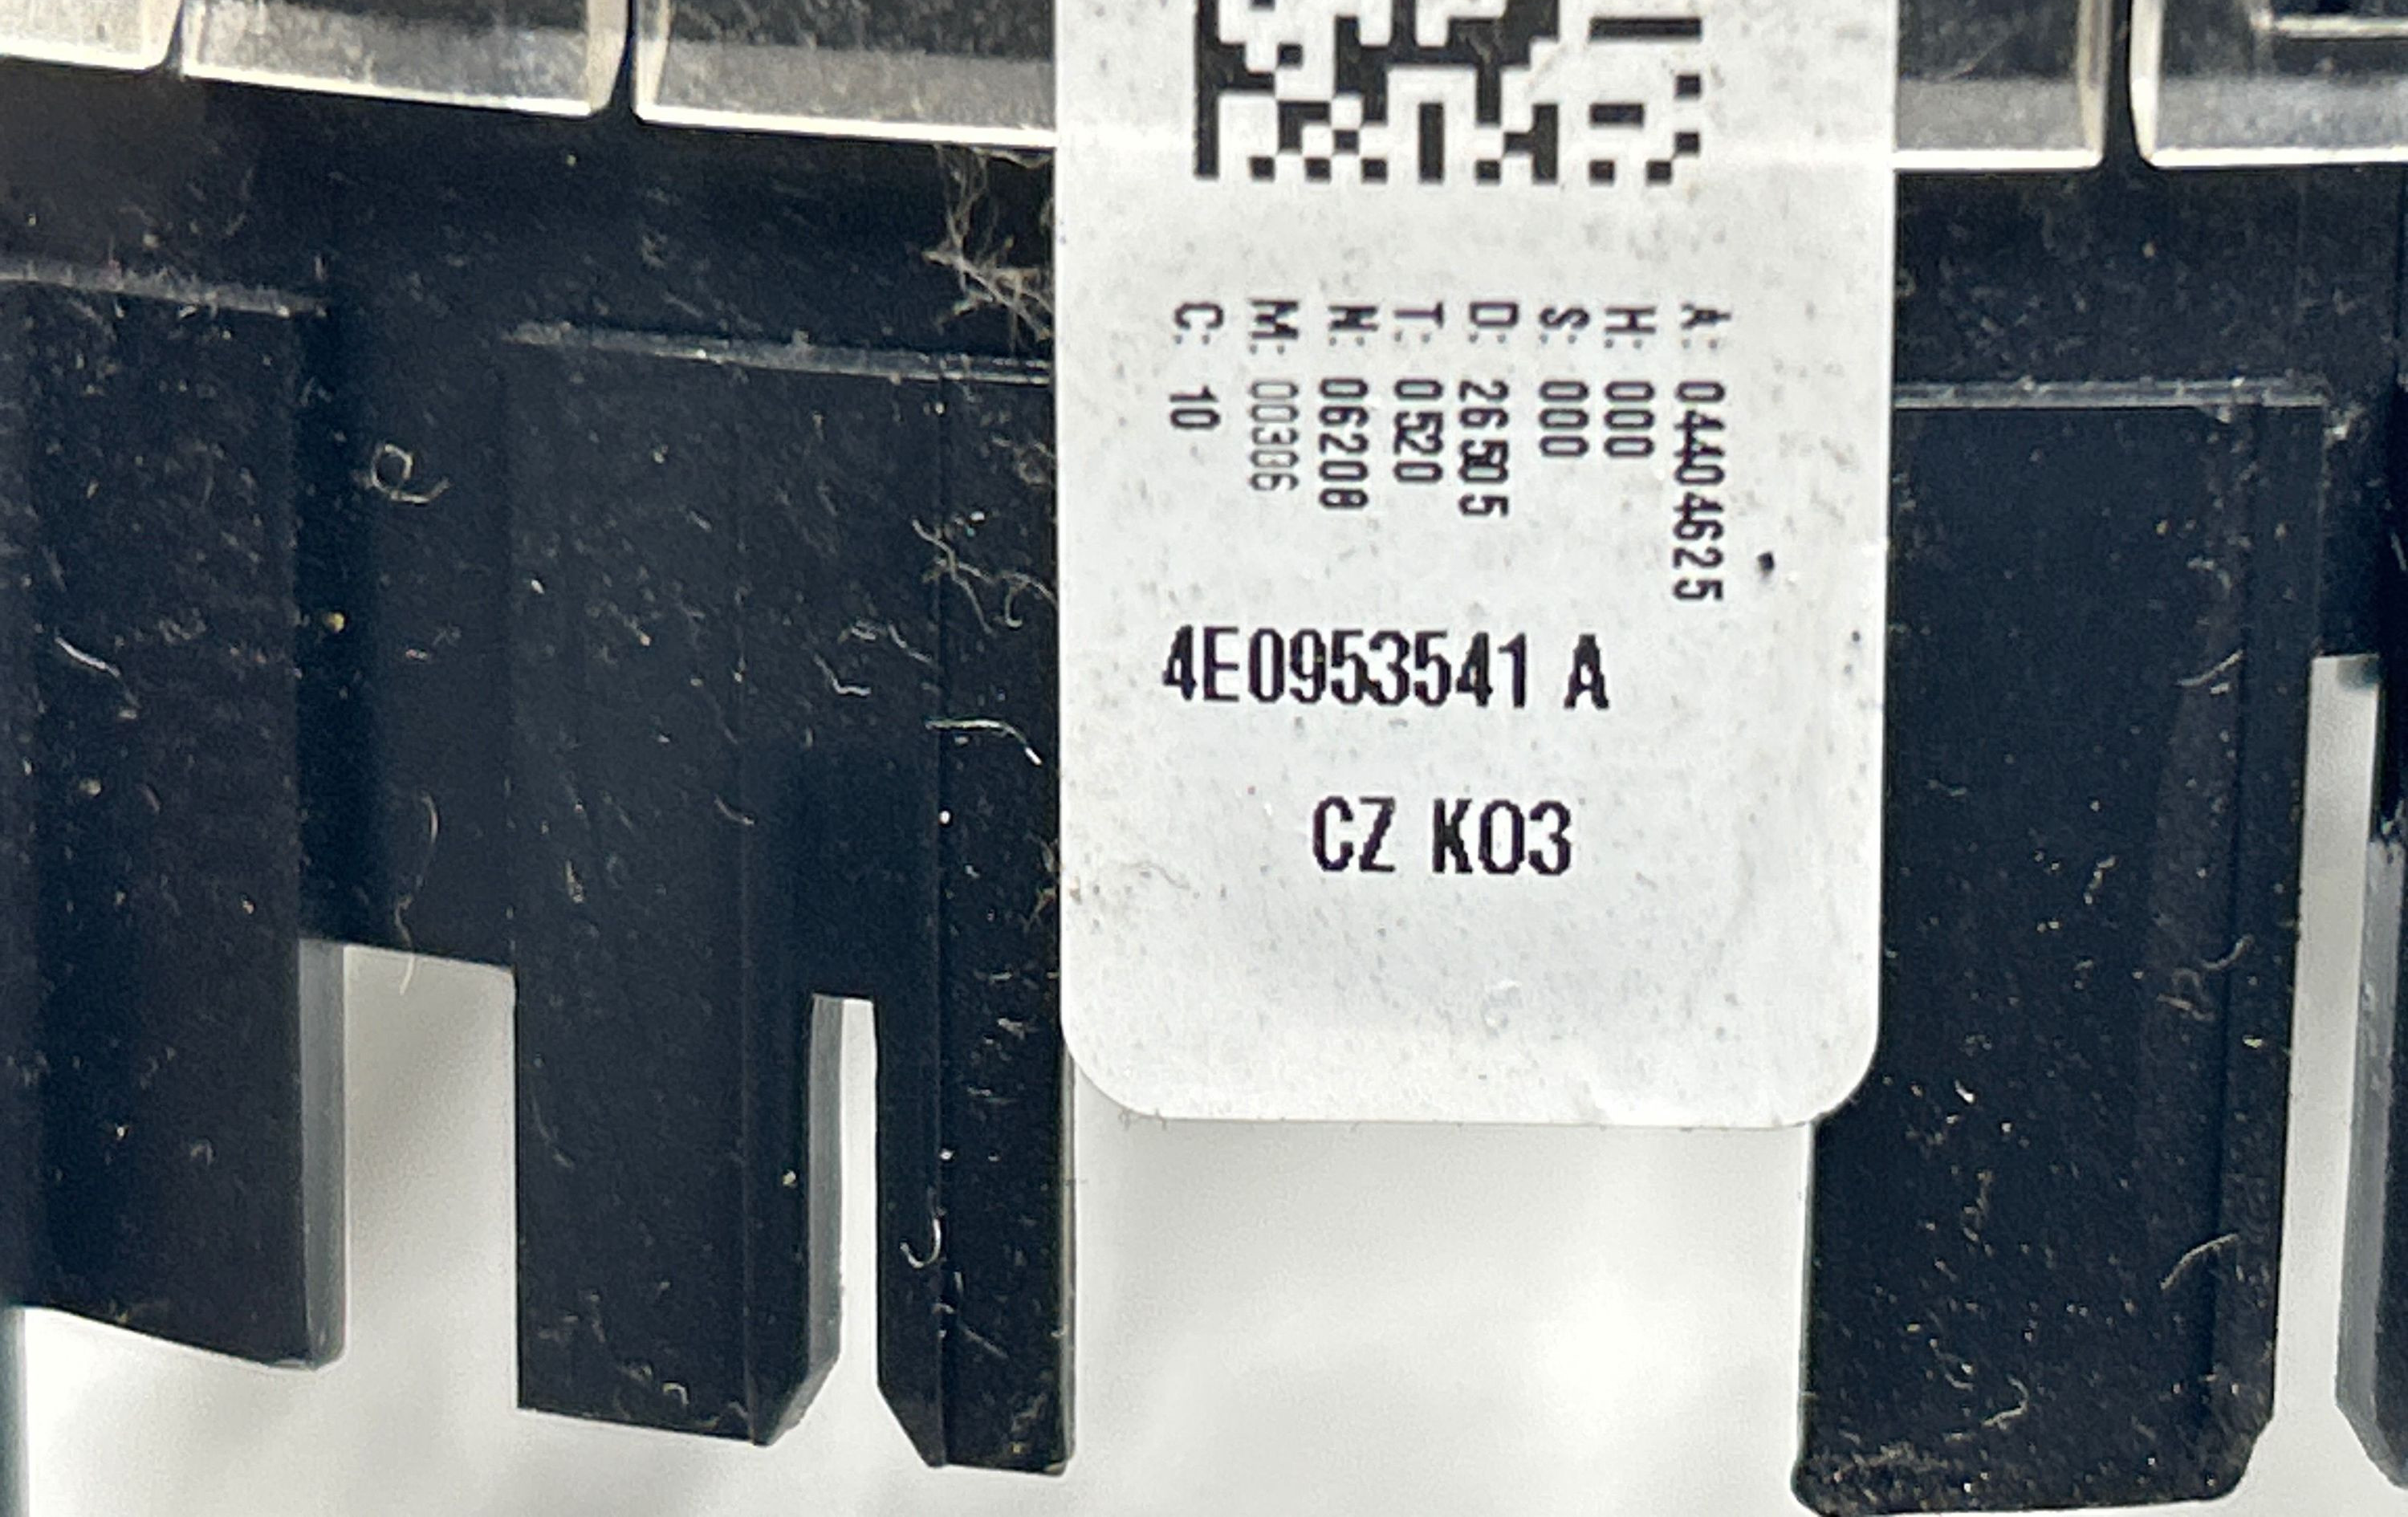 A: 04404625
H: 000
S: 000
D: 26505
T: 0520
N: 06208
M: 00306
C: 10
4E0953541 A
CZ K03